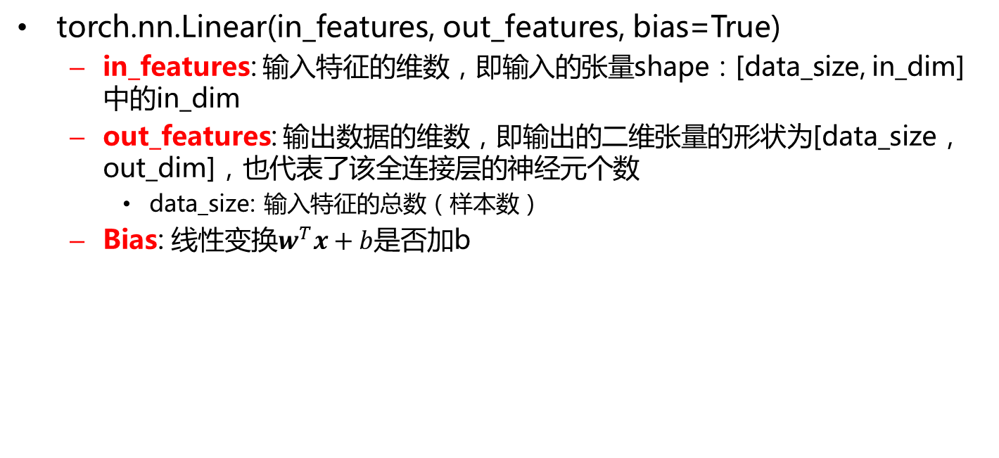 • torch.nn.Linear(in_features, out_features, bias=True)
– in_features: 输入特征的维数，即输入的张量shape：[data_size, in_dim]
中的in_dim
– out_features: 输出数据的维数，即输出的二维张量的形状为[data_size，
out_dim]，也代表了该全连接层的神经元个数
• data_size: 输入特征的总数（样本数）
– Bias: 线性变换𝒘ᵀ𝒙 + 𝑏是否加b